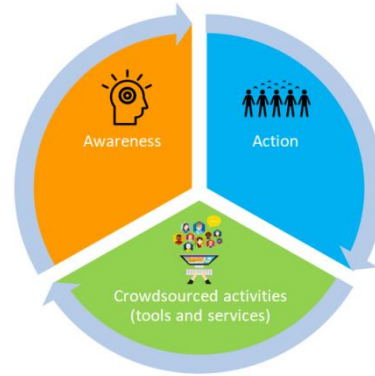 Awareness
Action
Crowdsourced activities
(tools and services)